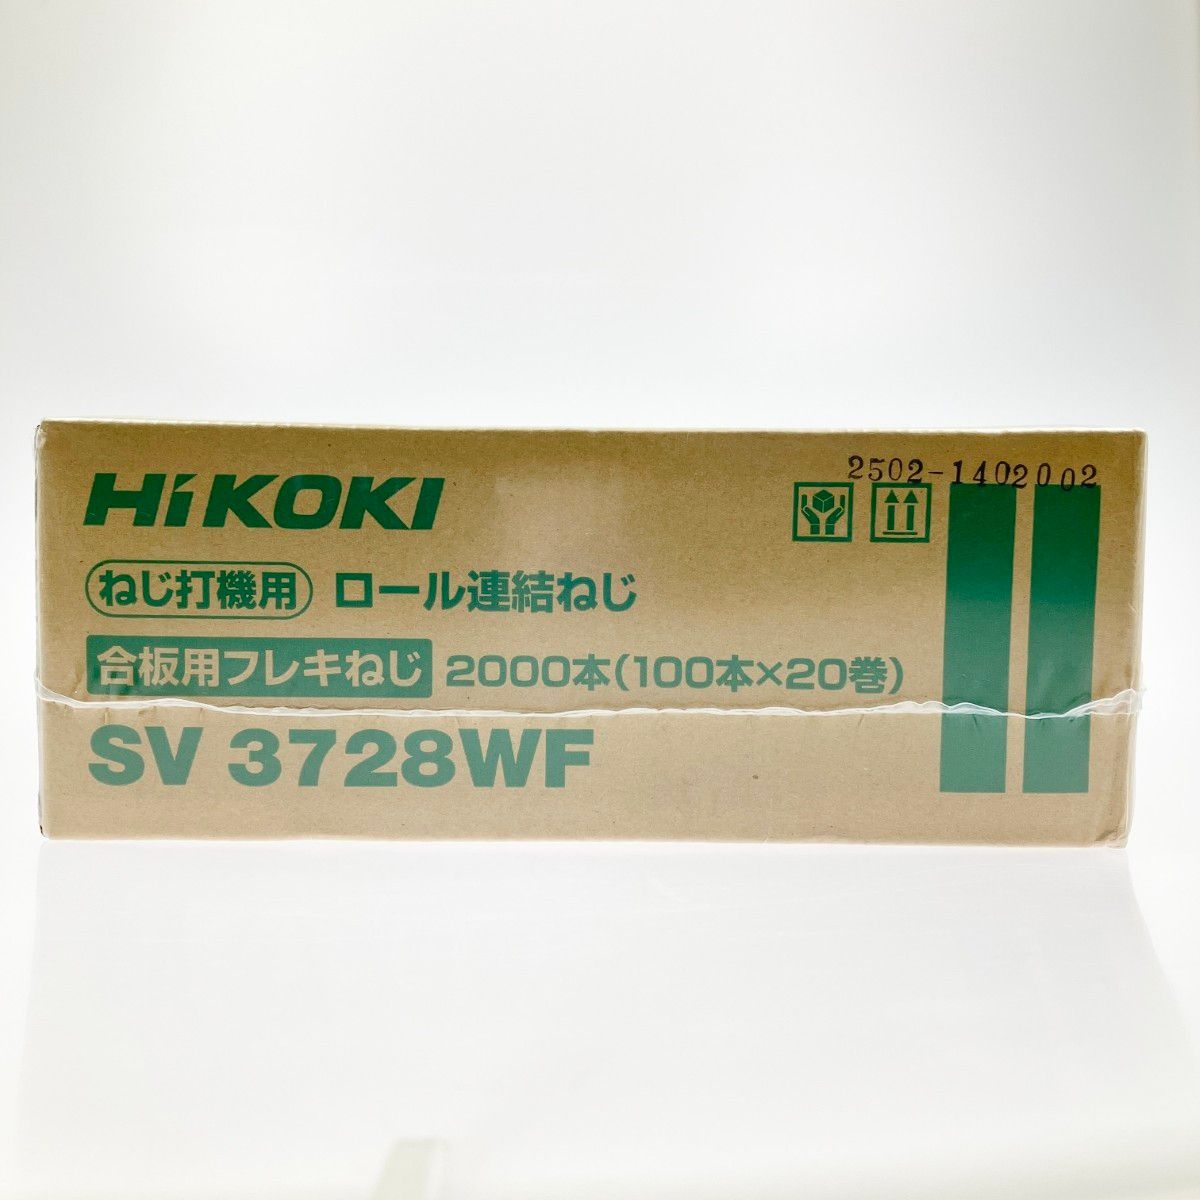 HiKOKI
2502-1402002
ねじ打機用 ロール連結ねじ
合板用フレキねじ 2000本(100本×20巻)
SV 3728WF